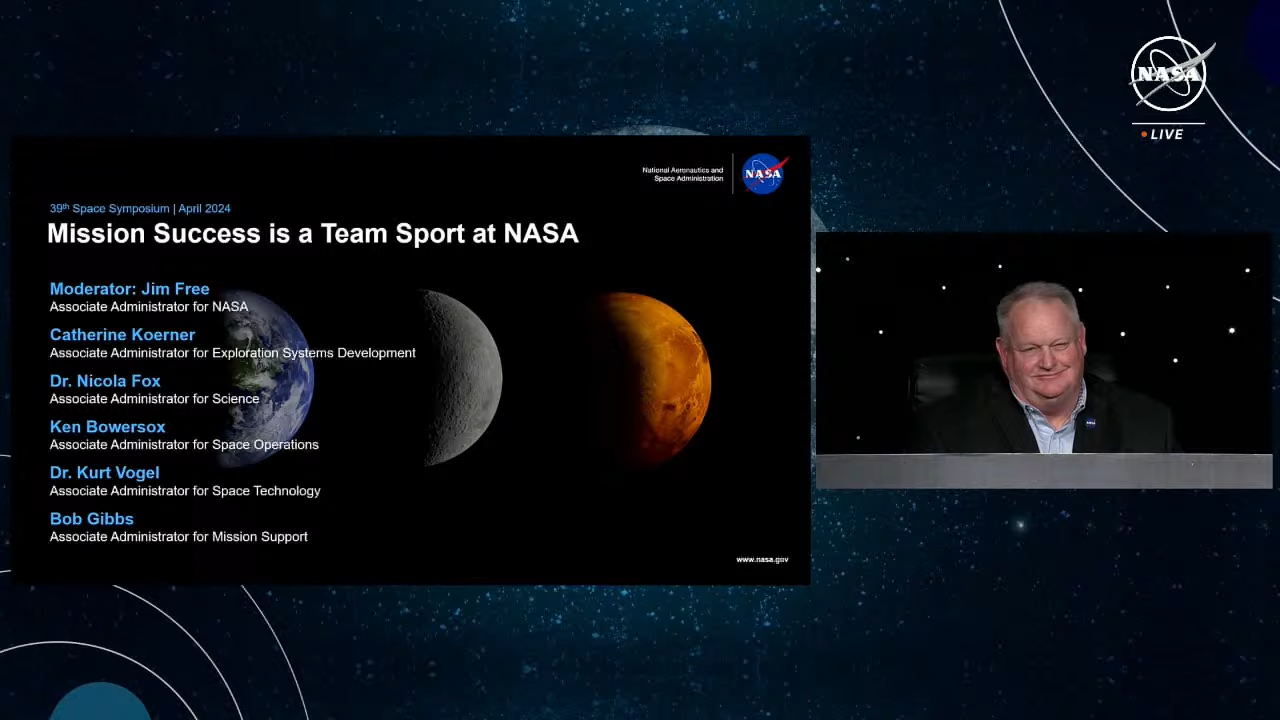 NASA
LIVE
National Aeronautics and
Space Administration
NASA
39th Space Symposium | April 2024
Mission Success is a Team Sport at NASA
Moderator: Jim Free
Associate Administrator for NASA
Catherine Koerner
Associate Administrator for Exploration Systems Development
Dr. Nicola Fox
Associate Administrator for Science
Ken Bowersox
Associate Administrator for Space Operations
Dr. Kurt Vogel
Associate Administrator for Space Technology
Bob Gibbs
Associate Administrator for Mission Support
www.nasa.gov